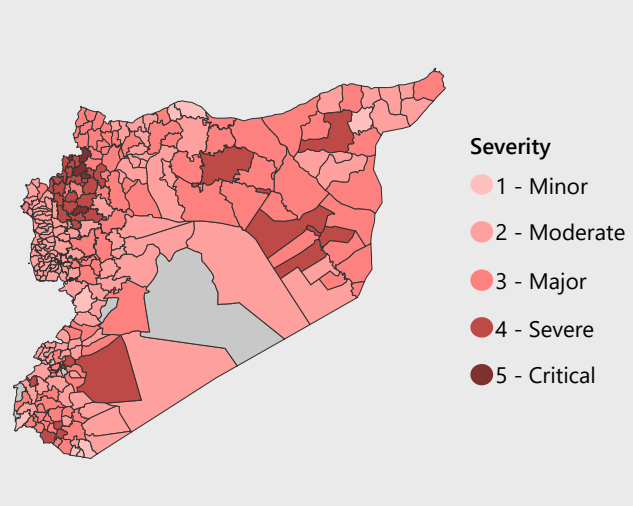 Severity
1 - Minor
2 - Moderate
3 - Major
4 - Severe
5 - Critical